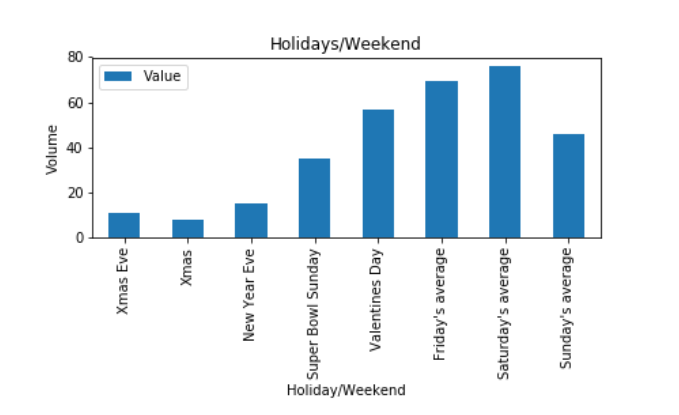 Holidays/Weekend
Value
Volume
80
60
40
20
0
Xmas Eve
Xmas
New Year Eve
Super Bowl Sunday
Valentines Day
Friday's average
Saturday's average
Sunday's average
Holiday/Weekend